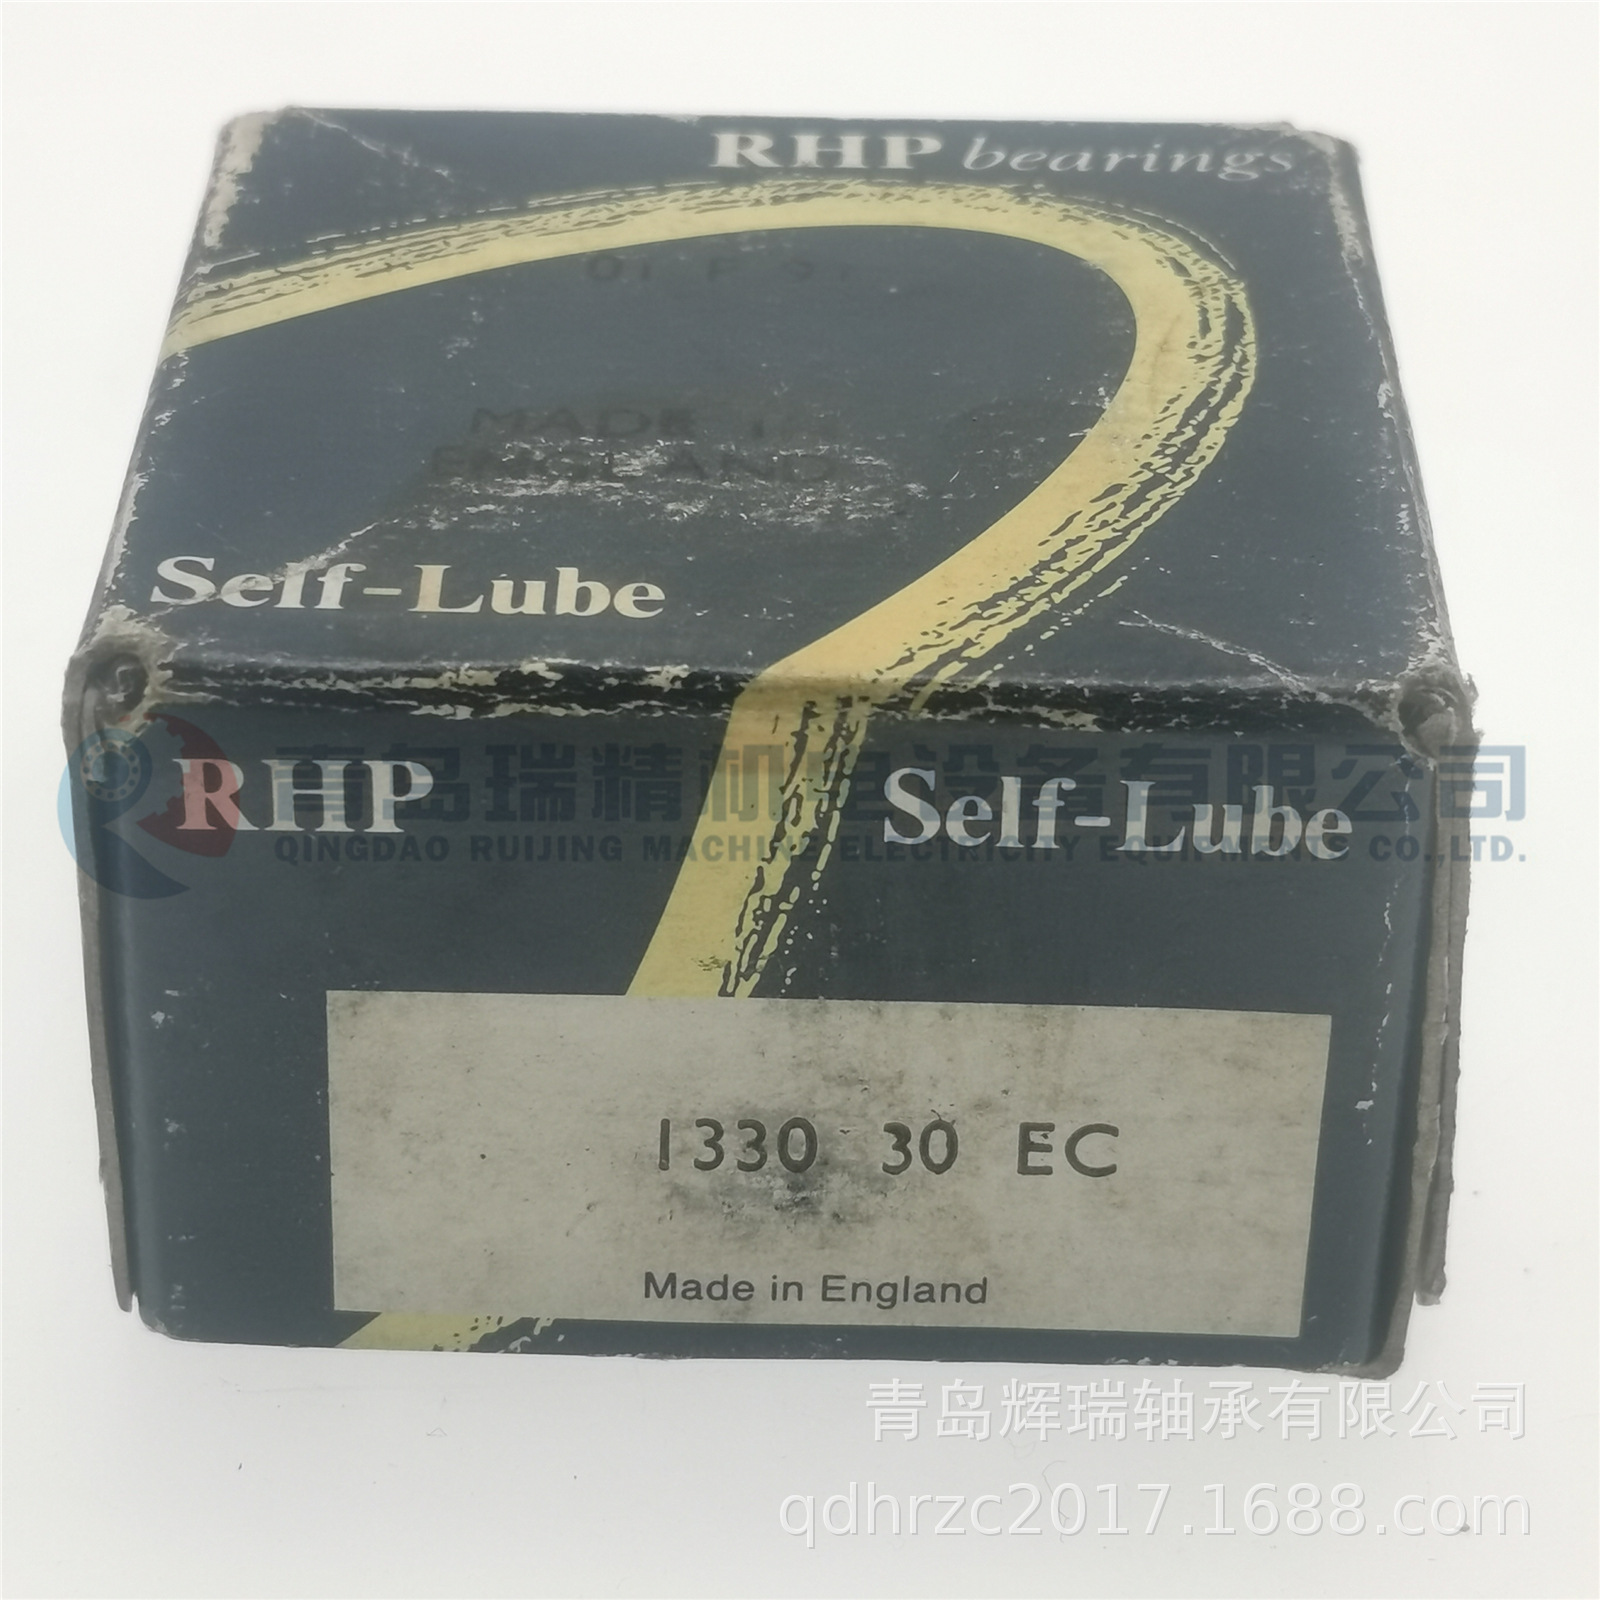 RHP bearings
MADE IN
ENGLAND
Self-Lube
RHP
Self-Lube
青岛瑞精机电设备有限公司
QINGDAO RUIJING MACHINE ELECTRICITY EQUIPMENTS CO.,LTD.
1330 30 EC
Made in England
青岛辉瑞轴承有限公司
qdhrzc2017.1688.com